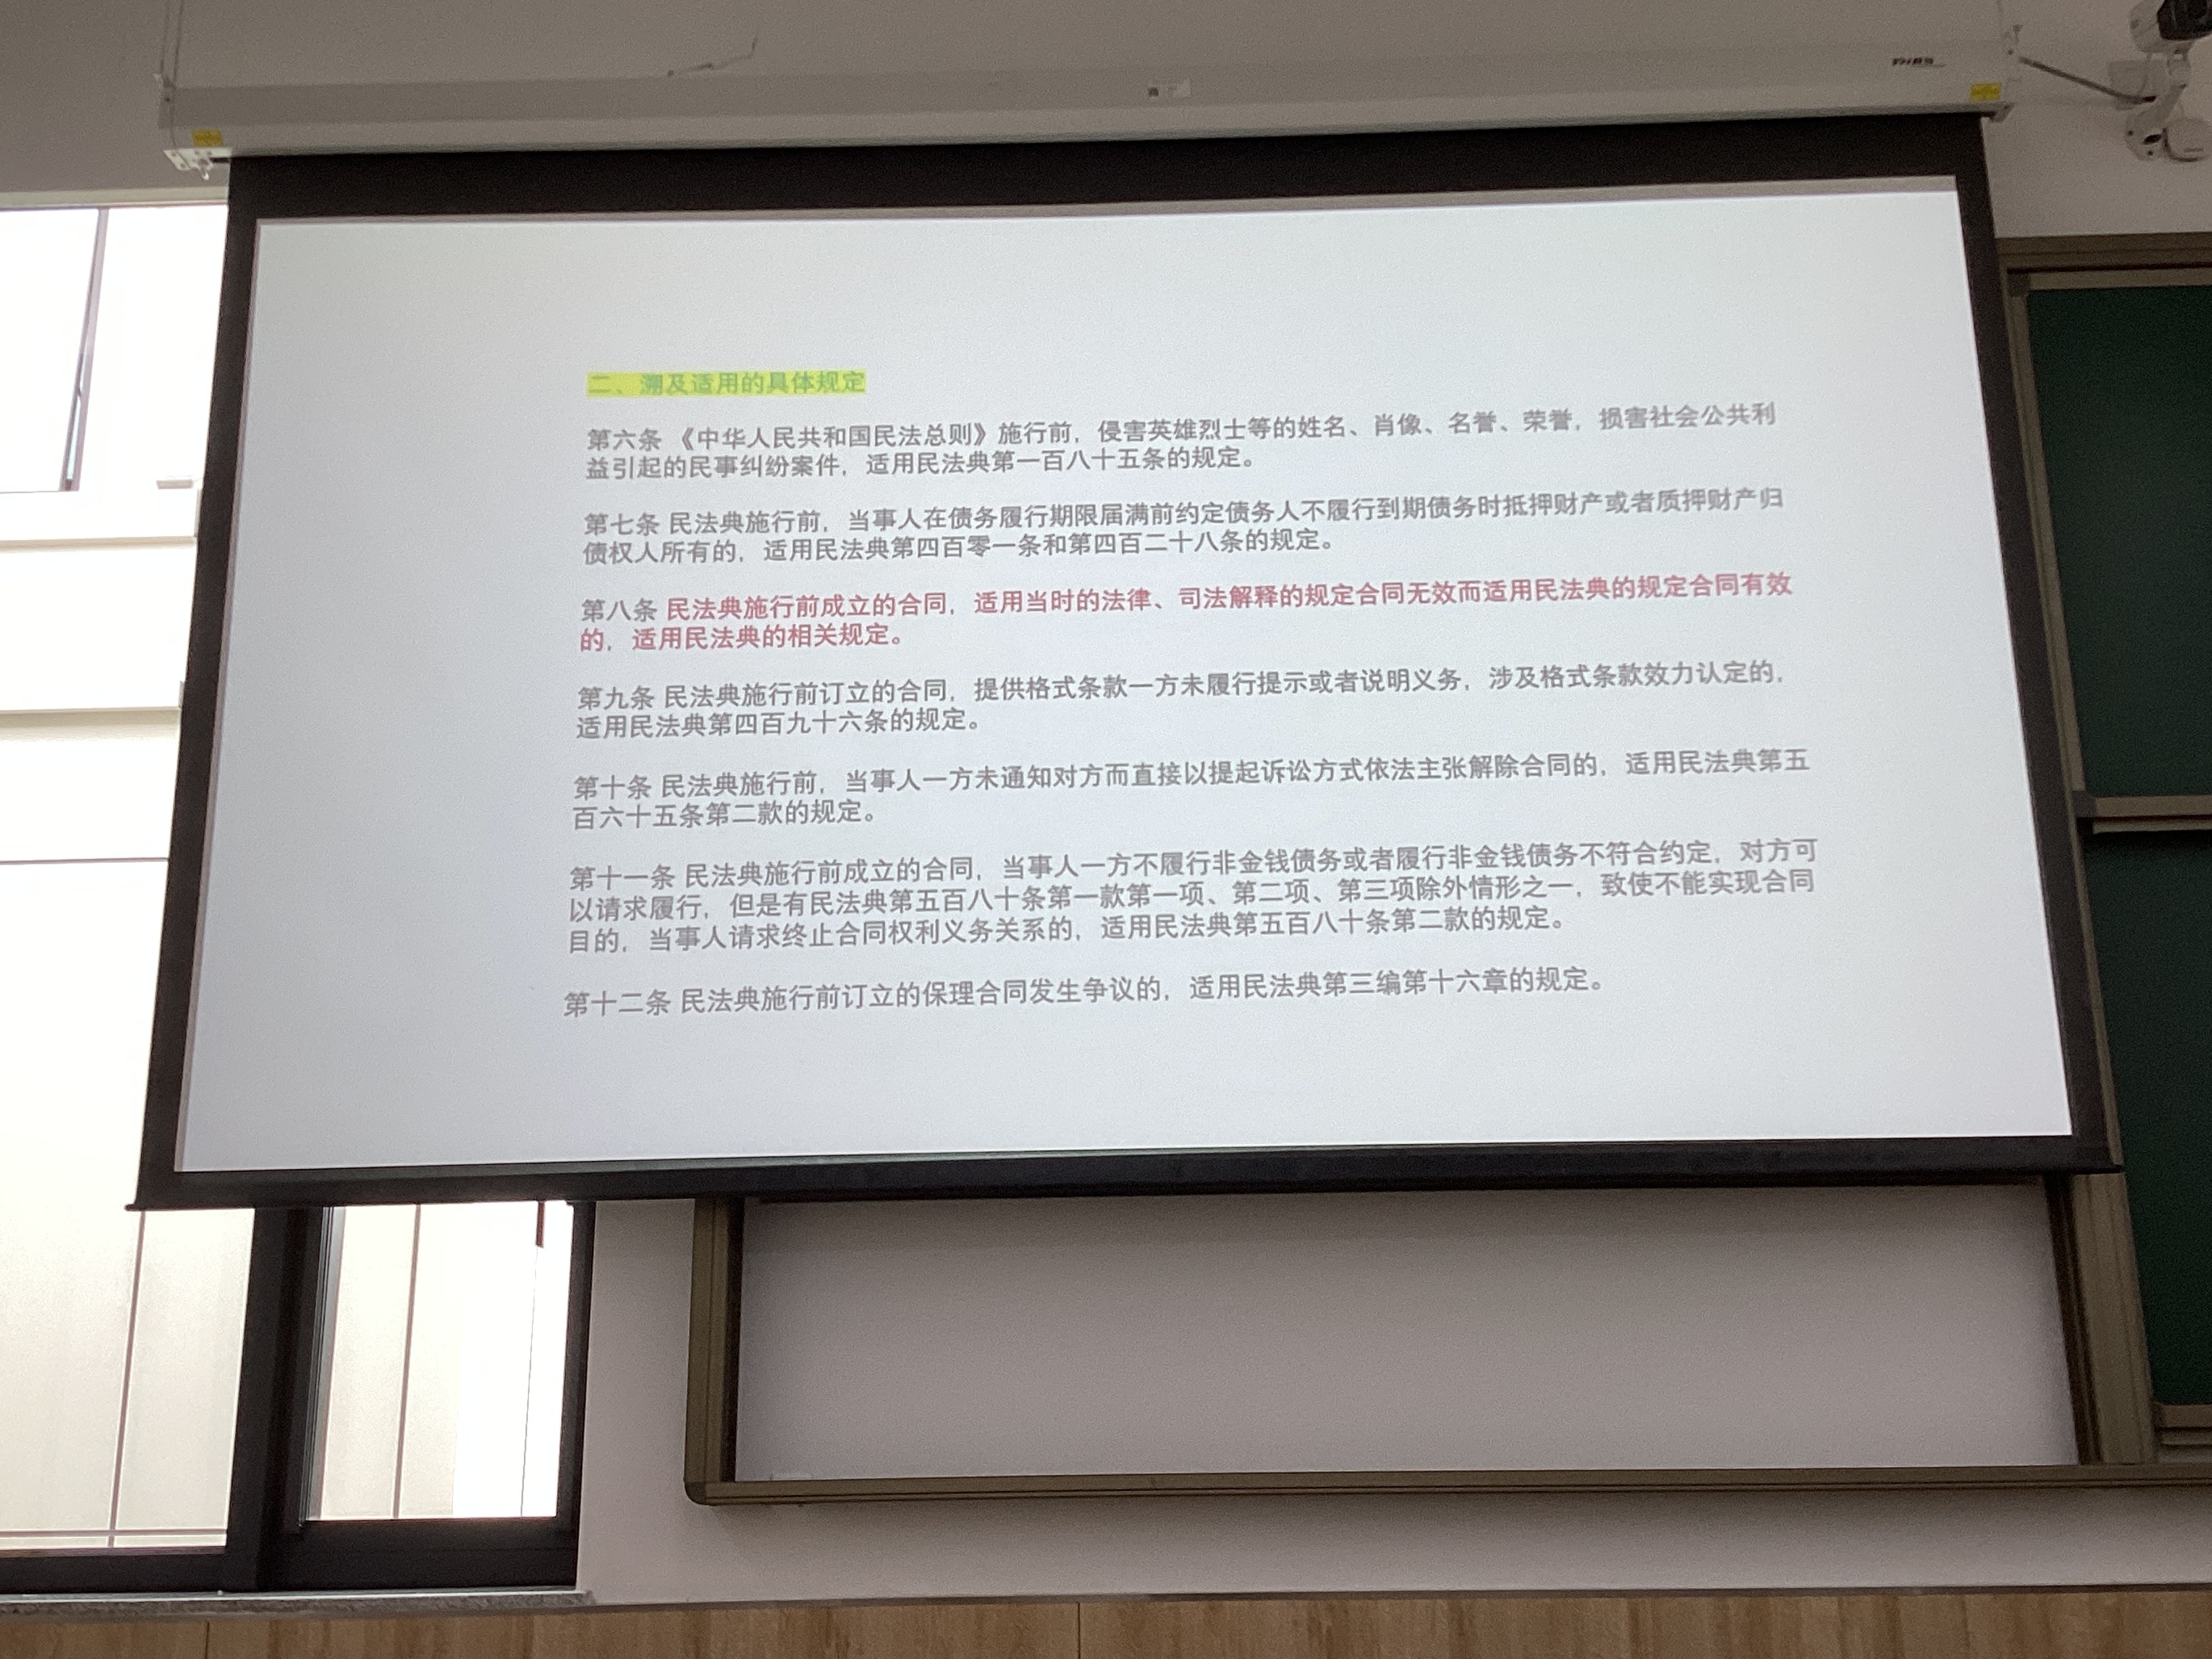 二、溯及适用的具体规定
第六条 《中华人民共和国民法总则》施行前，侵害英雄烈士等的姓名、肖像、名誉、荣誉，损害社会公共利
益引起的民事纠纷案件，适用民法典第一百八十五条的规定。
第七条 民法典施行前，当事人在债务履行期限届满前约定债务人不履行到期债务时抵押财产或者质押财产归
债权人所有的，适用民法典第四百零一条和第四百二十八条的规定。
第八条 民法典施行前成立的合同，适用当时的法律、司法解释的规定合同无效而适用民法典的规定合同有效
的，适用民法典的相关规定。
第九条 民法典施行前订立的合同，提供格式条款一方未履行提示或者说明义务，涉及格式条款效力认定的，
适用民法典第四百九十六条的规定。
第十条 民法典施行前，当事人一方未通知对方而直接以提起诉讼方式依法主张解除合同的，适用民法典第五
百六十五条第二款的规定。
第十一条 民法典施行前成立的合同，当事人一方不履行非金钱债务或者履行非金钱债务不符合约定，对方可
以请求履行，但是有民法典第五百八十条第一款第一项、第二项、第三项除外情形之一，致使不能实现合同
目的，当事人请求终止合同权利义务关系的，适用民法典第五百八十条第二款的规定。
第十二条 民法典施行前订立的保理合同发生争议的，适用民法典第三编第十六章的规定。